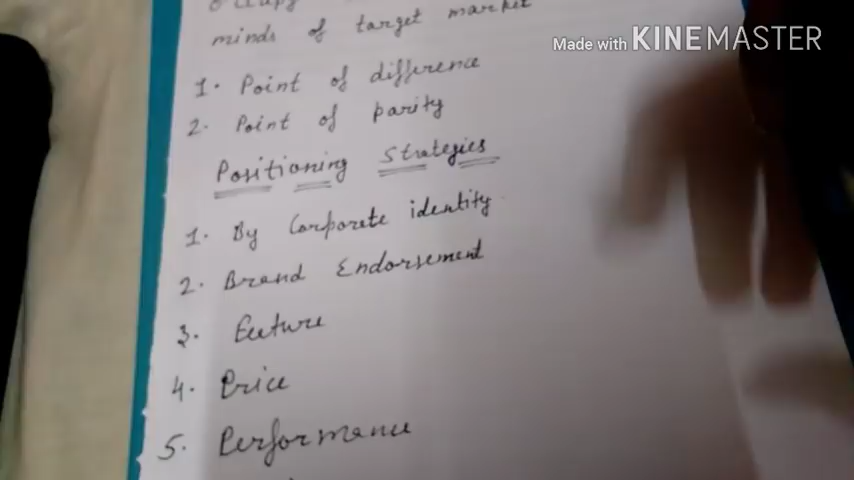 minds of target market
Made with KINEMASTER
1. Point of difference
2. Point of parity
Positioning Strategies
1. By Corporate identity
2. Brand Endorsement
3. Feeture
4. Price
5. Performance